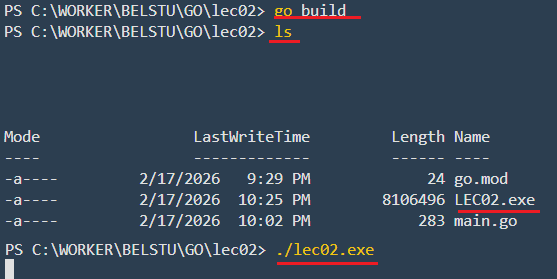 PS C:\WORKER\BELSTU\GO\lec02> go build
PS C:\WORKER\BELSTU\GO\lec02> ls
Mode                 LastWriteTime         Length Name
----                 -------------         ------ ----
-a----         2/17/2026   9:29 PM             24 go.mod
-a----         2/17/2026  10:25 PM        8106496 LEC02.exe
-a----         2/17/2026  10:02 PM            283 main.go
PS C:\WORKER\BELSTU\GO\lec02> ./lec02.exe